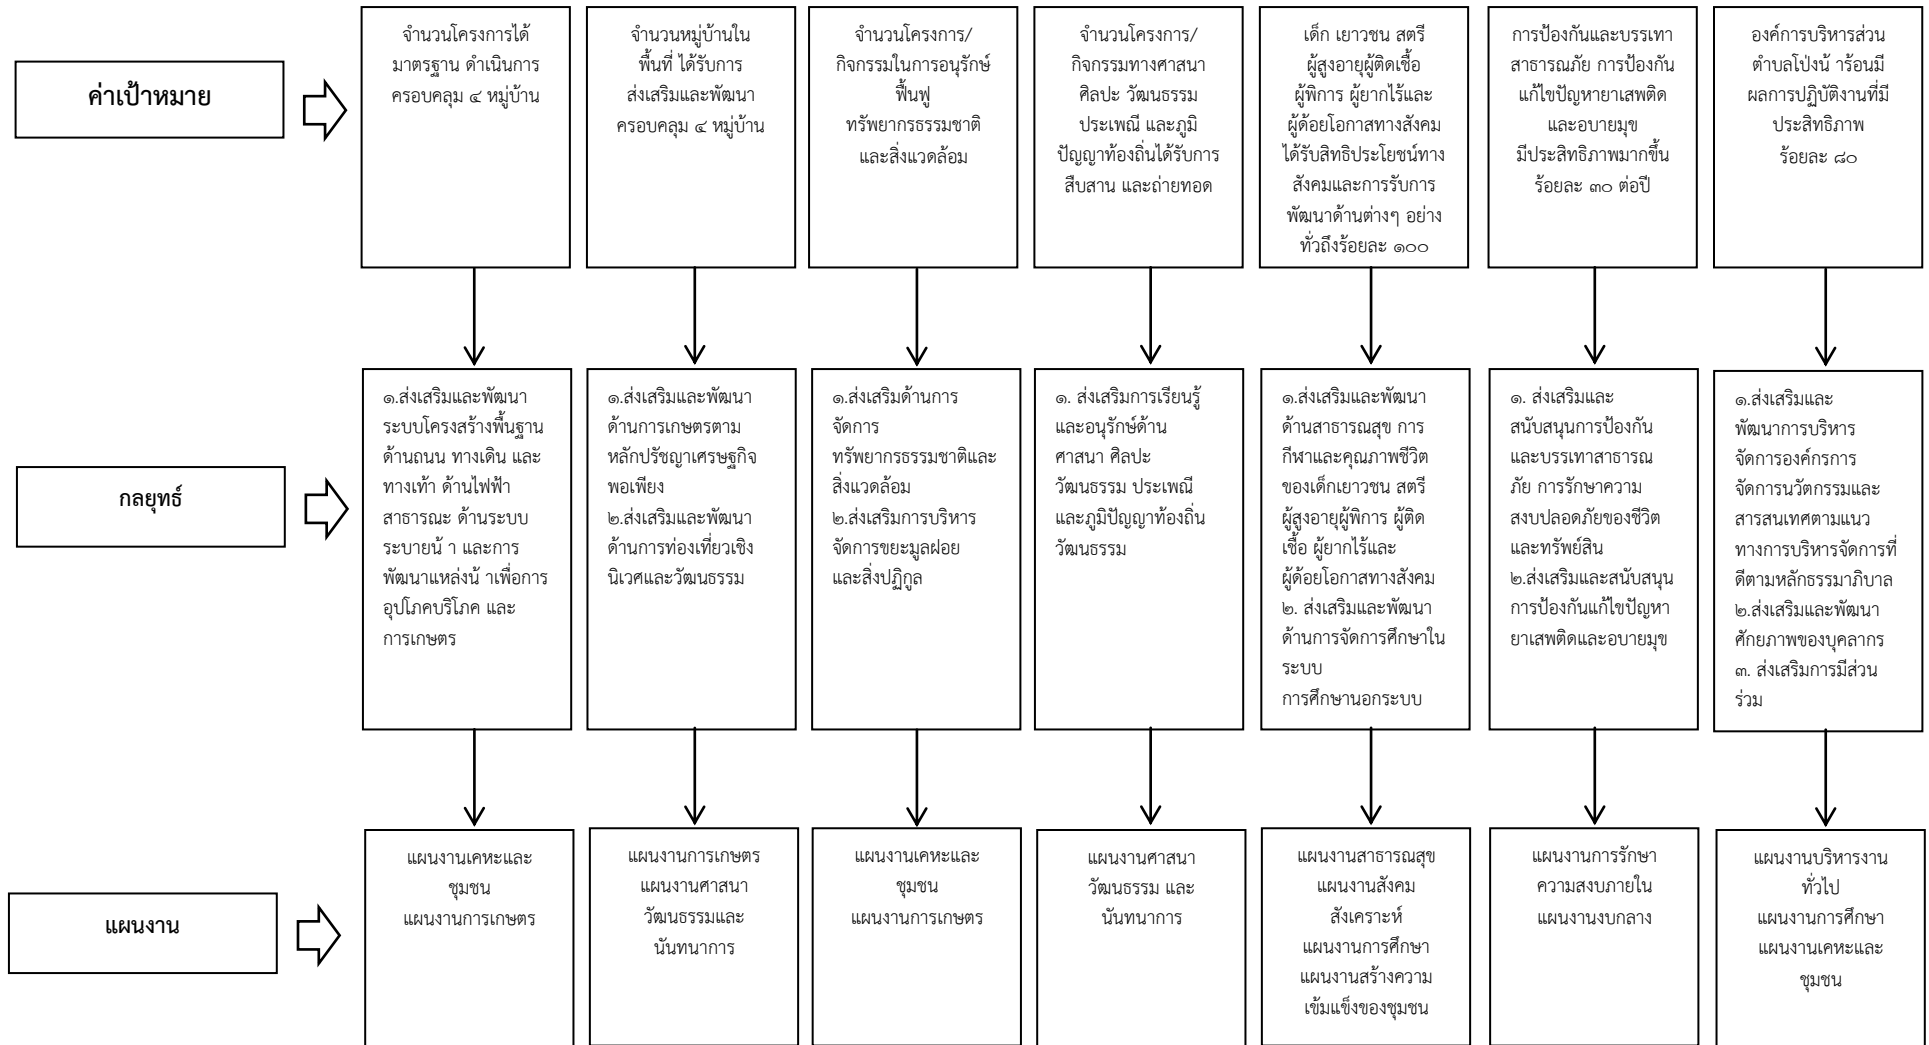 ค่าเป้าหมาย
จำนวนโครงการได้
มาตรฐาน ดำเนินการ
ครอบคลุม ๔ หมู่บ้าน
จำนวนหมู่บ้านใน
พื้นที่ ได้รับการ
ส่งเสริมและพัฒนา
ครอบคลุม ๔ หมู่บ้าน
จำนวนโครงการ/
กิจกรรมในการอนุรักษ์
ฟื้นฟู
ทรัพยากรธรรมชาติ
และสิ่งแวดล้อม
จำนวนโครงการ/
กิจกรรมทางศาสนา
ศิลปะ วัฒนธรรม
ประเพณี และภูมิ
ปัญญาท้องถิ่นได้รับการ
สืบสาน และถ่ายทอด
เด็ก เยาวชน สตรี
ผู้สูงอายุผู้ติดเชื้อ
ผู้พิการ ผู้ยากไร้และ
ผู้ด้อยโอกาสทางสังคม
ได้รับสิทธิประโยชน์ทาง
สังคมและการรับการ
พัฒนาด้านต่างๆ อย่าง
ทั่วถึงร้อยละ ๑๐๐
การป้องกันและบรรเทา
สาธารณภัย การป้องกัน
แก้ไขปัญหายาเสพติด
และอบายมุข
มีประสิทธิภาพมากขึ้น
ร้อยละ ๓๐ ต่อปี
องค์การบริหารส่วน
ตำบลโป่งน้ าร้อนมี
ผลการปฏิบัติงานที่มี
ประสิทธิภาพ
ร้อยละ ๘๐
กลยุทธ์
๑.ส่งเสริมและพัฒนา
ระบบโครงสร้างพื้นฐาน
ด้านถนน ทางเดิน และ
ทางเท้า ด้านไฟฟ้า
สาธารณะ ด้านระบบ
ระบายน้ า และการ
พัฒนาแหล่งน้ าเพื่อการ
อุปโภคบริโภค และ
การเกษตร
๑.ส่งเสริมและพัฒนา
ด้านการเกษตรตาม
หลักปรัชญาเศรษฐกิจ
พอเพียง
๒.ส่งเสริมและพัฒนา
ด้านการท่องเที่ยวเชิง
นิเวศและวัฒนธรรม
๑.ส่งเสริมด้านการ
จัดการ
ทรัพยากรธรรมชาติและ
สิ่งแวดล้อม
๒.ส่งเสริมการบริหาร
จัดการขยะมูลฝอย
และสิ่งปฏิกูล
๑. ส่งเสริมการเรียนรู้
และอนุรักษ์ด้าน
ศาสนา ศิลปะ
วัฒนธรรม ประเพณี
และภูมิปัญญาท้องถิ่น
วัฒนธรรม
๑.ส่งเสริมและพัฒนา
ด้านสาธารณสุข การ
กีฬาและคุณภาพชีวิต
ของเด็กเยาวชน สตรี
ผู้สูงอายุผู้พิการ ผู้ติด
เชื้อ ผู้ยากไร้และ
ผู้ด้อยโอกาสทางสังคม
๒. ส่งเสริมและพัฒนา
ด้านการจัดการศึกษาใน
ระบบ
การศึกษานอกระบบ
๑. ส่งเสริมและ
สนับสนุนการป้องกัน
และบรรเทาสาธารณ
ภัย การรักษาความ
สงบปลอดภัยของชีวิต
และทรัพย์สิน
๒.ส่งเสริมและสนับสนุน
การป้องกันแก้ไขปัญหา
ยาเสพติดและอบายมุข
๑.ส่งเสริมและ
พัฒนาการบริหาร
จัดการองค์กรการ
จัดการนวัตกรรมและ
สารสนเทศตามแนว
ทางการบริหารจัดการที่
ดีตามหลักธรรมาภิบาล
๒.ส่งเสริมและพัฒนา
ศักยภาพของบุคลากร
๓. ส่งเสริมการมีส่วน
ร่วม
แผนงาน
แผนงานเคหะและ
ชุมชน
แผนงานการเกษตร
แผนงานการเกษตร
แผนงานศาสนา
วัฒนธรรมและ
นันทนาการ
แผนงานเคหะและ
ชุมชน
แผนงานการเกษตร
แผนงานศาสนา
วัฒนธรรม และ
นันทนาการ
แผนงานสาธารณสุข
แผนงานสังคม
สังเคราะห์
แผนงานการศึกษา
แผนงานสร้างความ
เข้มแข็งของชุมชน
แผนงานการรักษา
ความสงบภายใน
แผนงานงบกลาง
แผนงานบริหารงาน
ทั่วไป
แผนงานการศึกษา
แผนงานเคหะและ
ชุมชน